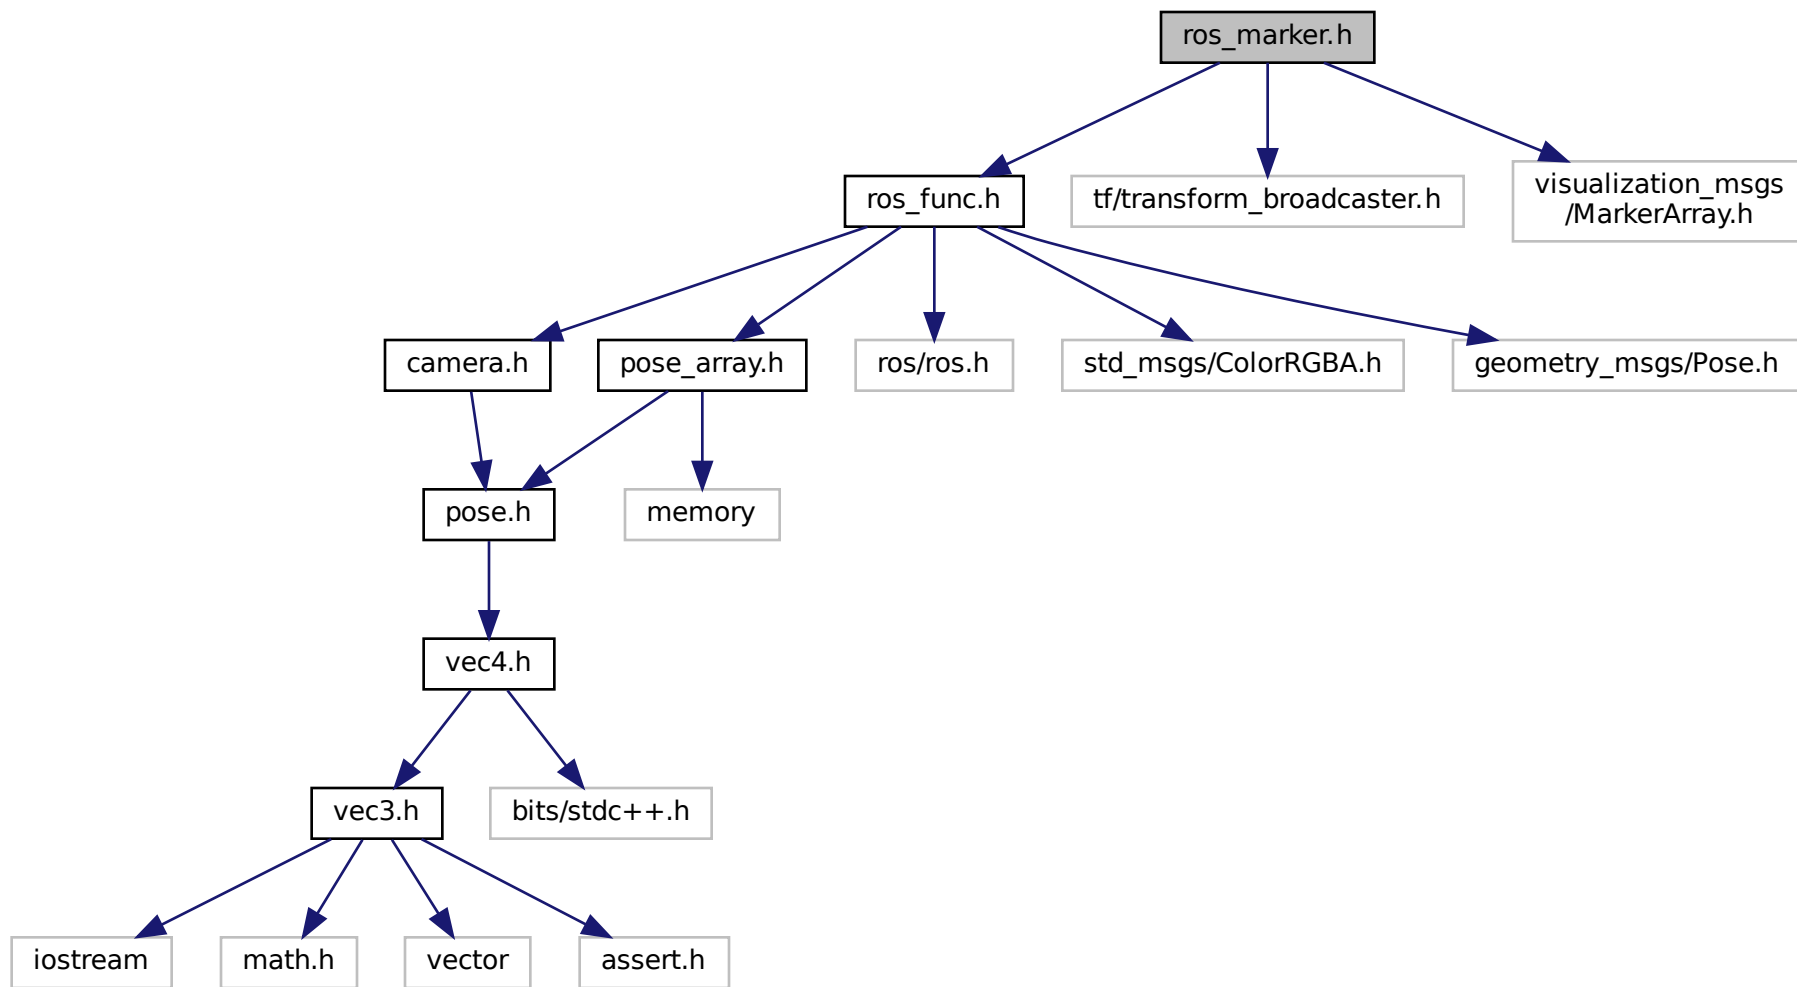 ros_marker.h
ros_func.h
tf/transform_broadcaster.h
visualization_msgs
/MarkerArray.h
camera.h
pose_array.h
ros/ros.h
std_msgs/ColorRGBA.h
geometry_msgs/Pose.h
pose.h
memory
vec4.h
vec3.h
bits/stdc++.h
iostream
math.h
vector
assert.h